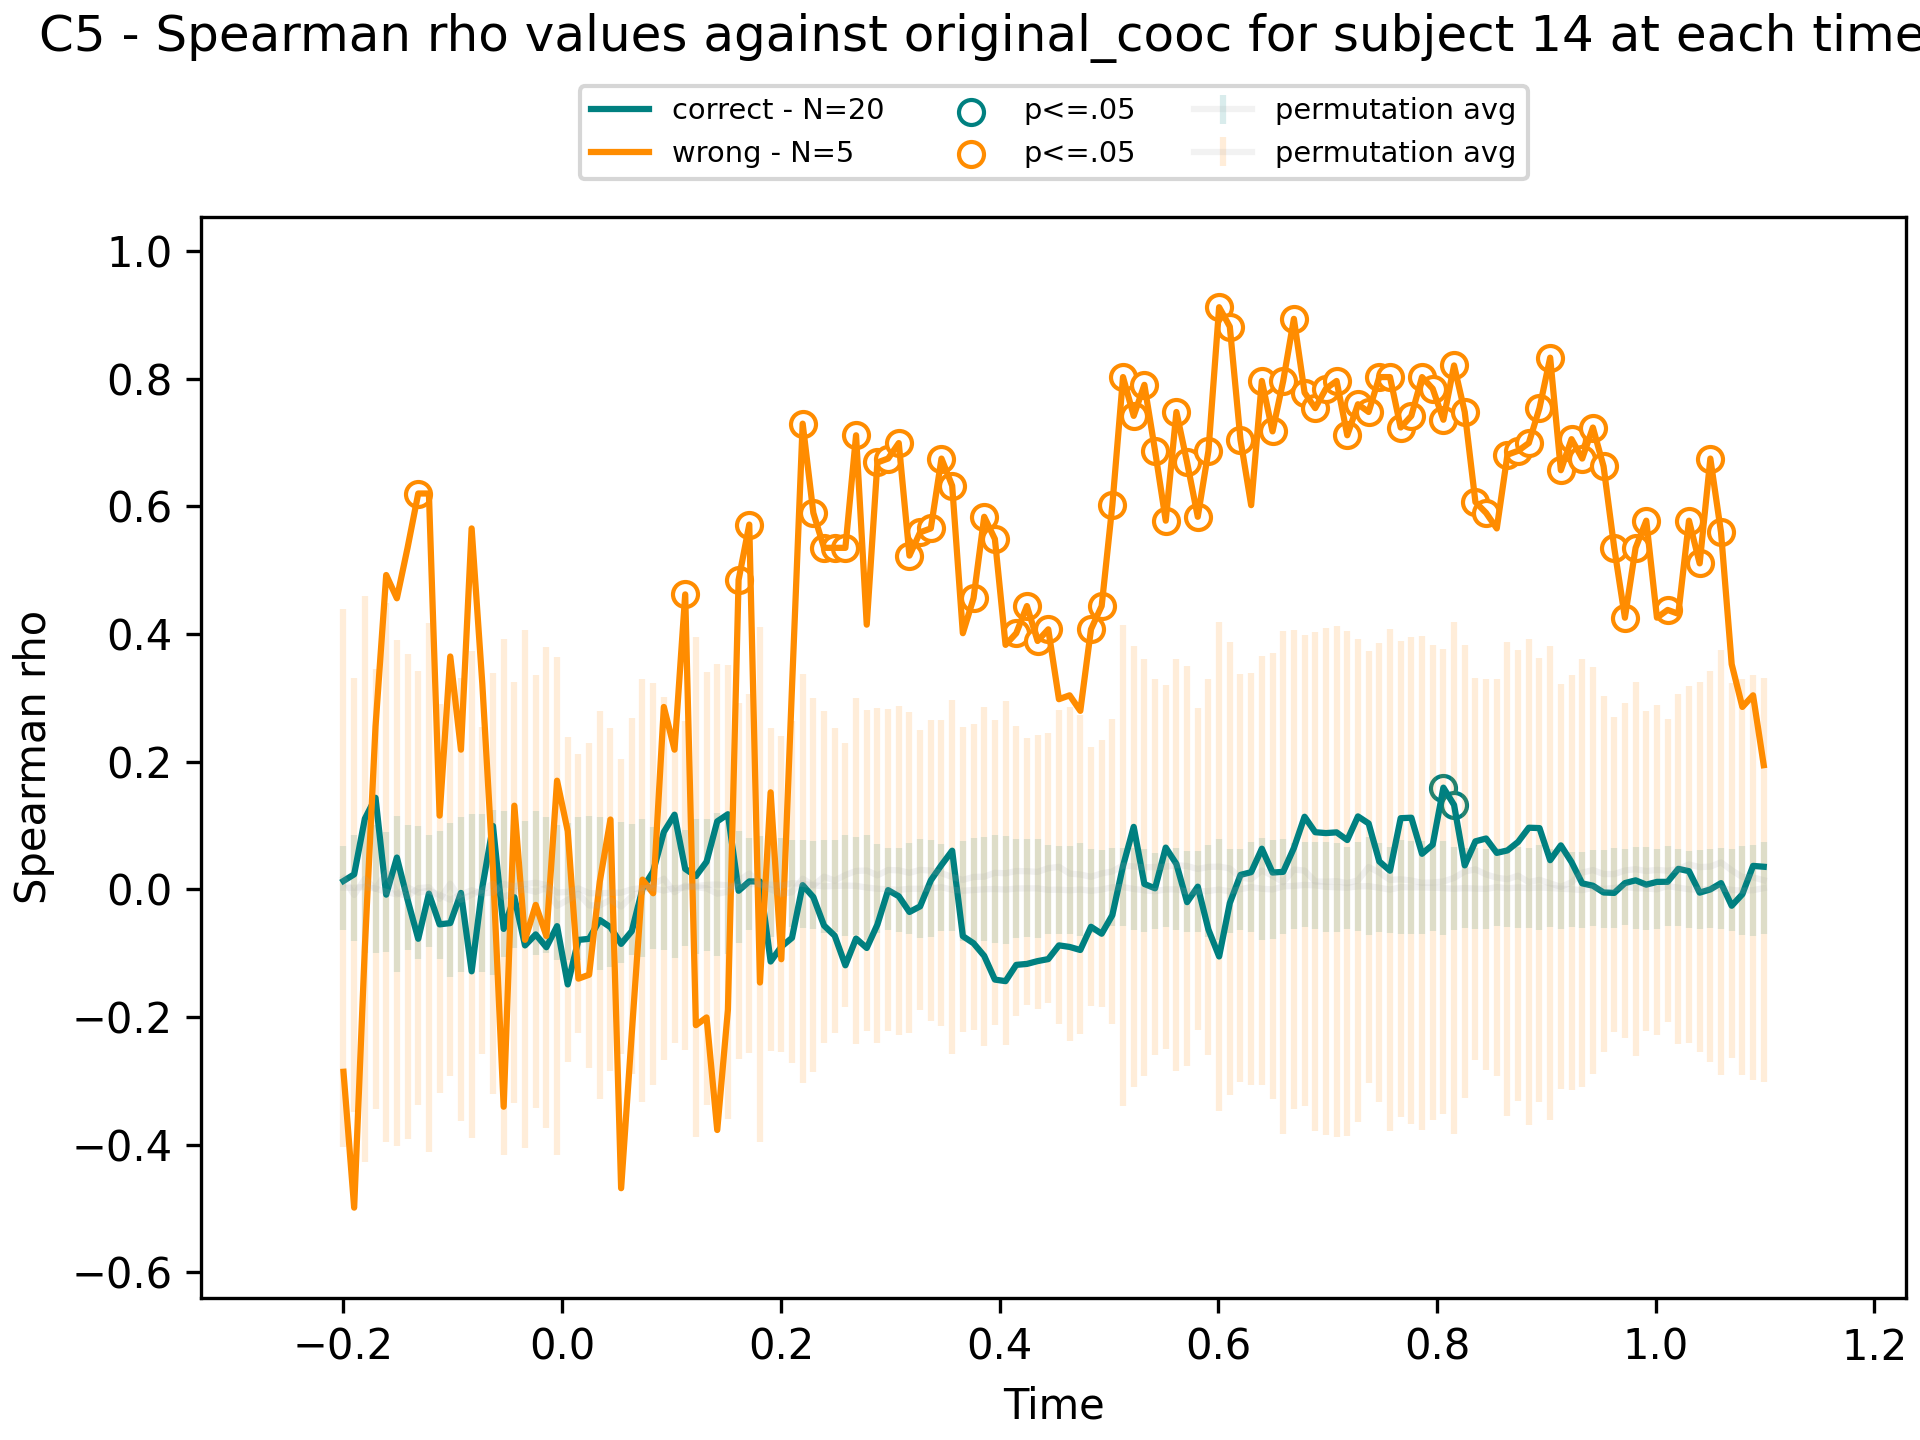 C5 - Spearman rho values against original_cooc for subject 14 at each time
correct - N=20
wrong - N=5
p<=.05
p<=.05
permutation avg
permutation avg
1.0
0.8
0.6
0.4
0.2
0.0
−0.2
−0.4
−0.6
Spearman rho
−0.2
0.0
0.2
0.4
0.6
0.8
1.0
1.2
Time